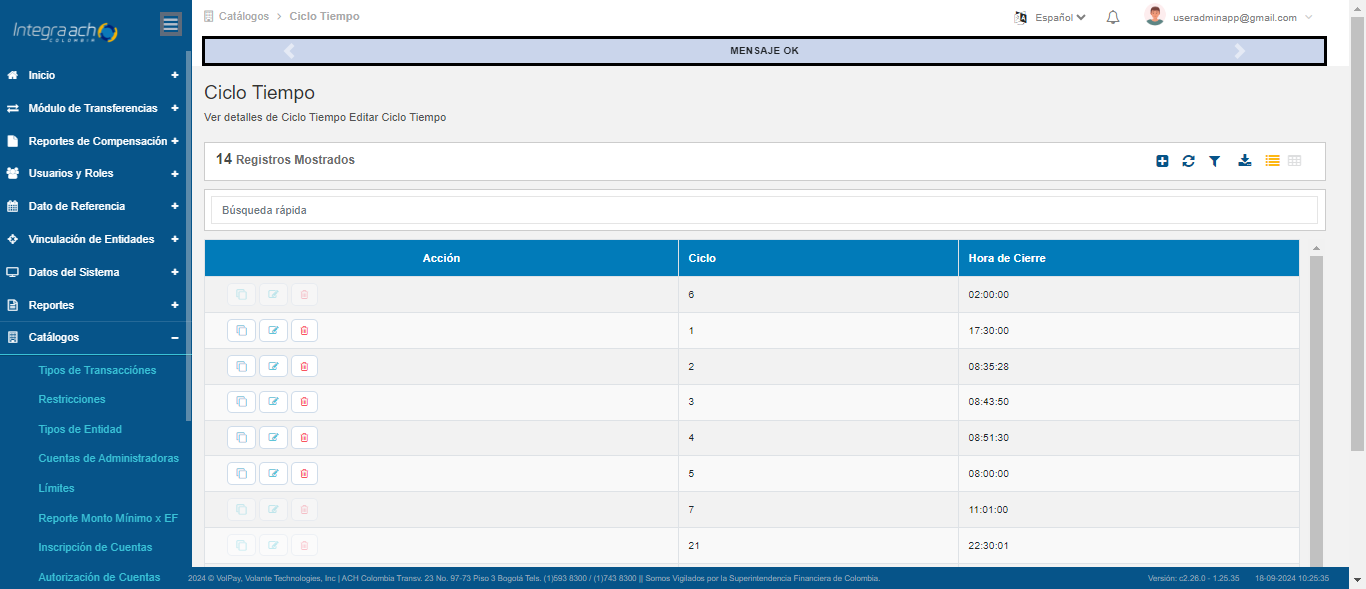 Integra ach
COLOMBIA
Inicio +
Módulo de Transferencias +
Reportes de Compensación +
Usuarios y Roles +
Dato de Referencia +
Vinculación de Entidades +
Datos del Sistema +
Reportes +
Catálogos –
Tipos de Transacciónes
Restricciones
Tipos de Entidad
Cuentas de Administradoras
Límites
Reporte Monto Mínimo x EF
Inscripción de Cuentas
Autorización de Cuentas
Catálogos > Ciclo Tiempo
Español
useradminapp@gmail.com
MENSAJE OK
Ciclo Tiempo
Ver detalles de Ciclo Tiempo Editar Ciclo Tiempo
14 Registros Mostrados
Búsqueda rápida
Acción Ciclo Hora de Cierre
6 02:00:00
1 17:30:00
2 08:35:28
3 08:43:50
4 08:51:30
5 08:00:00
7 11:01:00
21 22:30:01
2024 © VolPay, Volante Technologies, Inc | ACH Colombia Transv. 23 No. 97-73 Piso 3 Bogotá Tels. (1)593 8300 / (1)743 8300 || Somos Vigilados por la Superintendencia Financiera de Colombia.
Versión: c2.26.0 - 1.25.35 18-09-2024 10:25:35